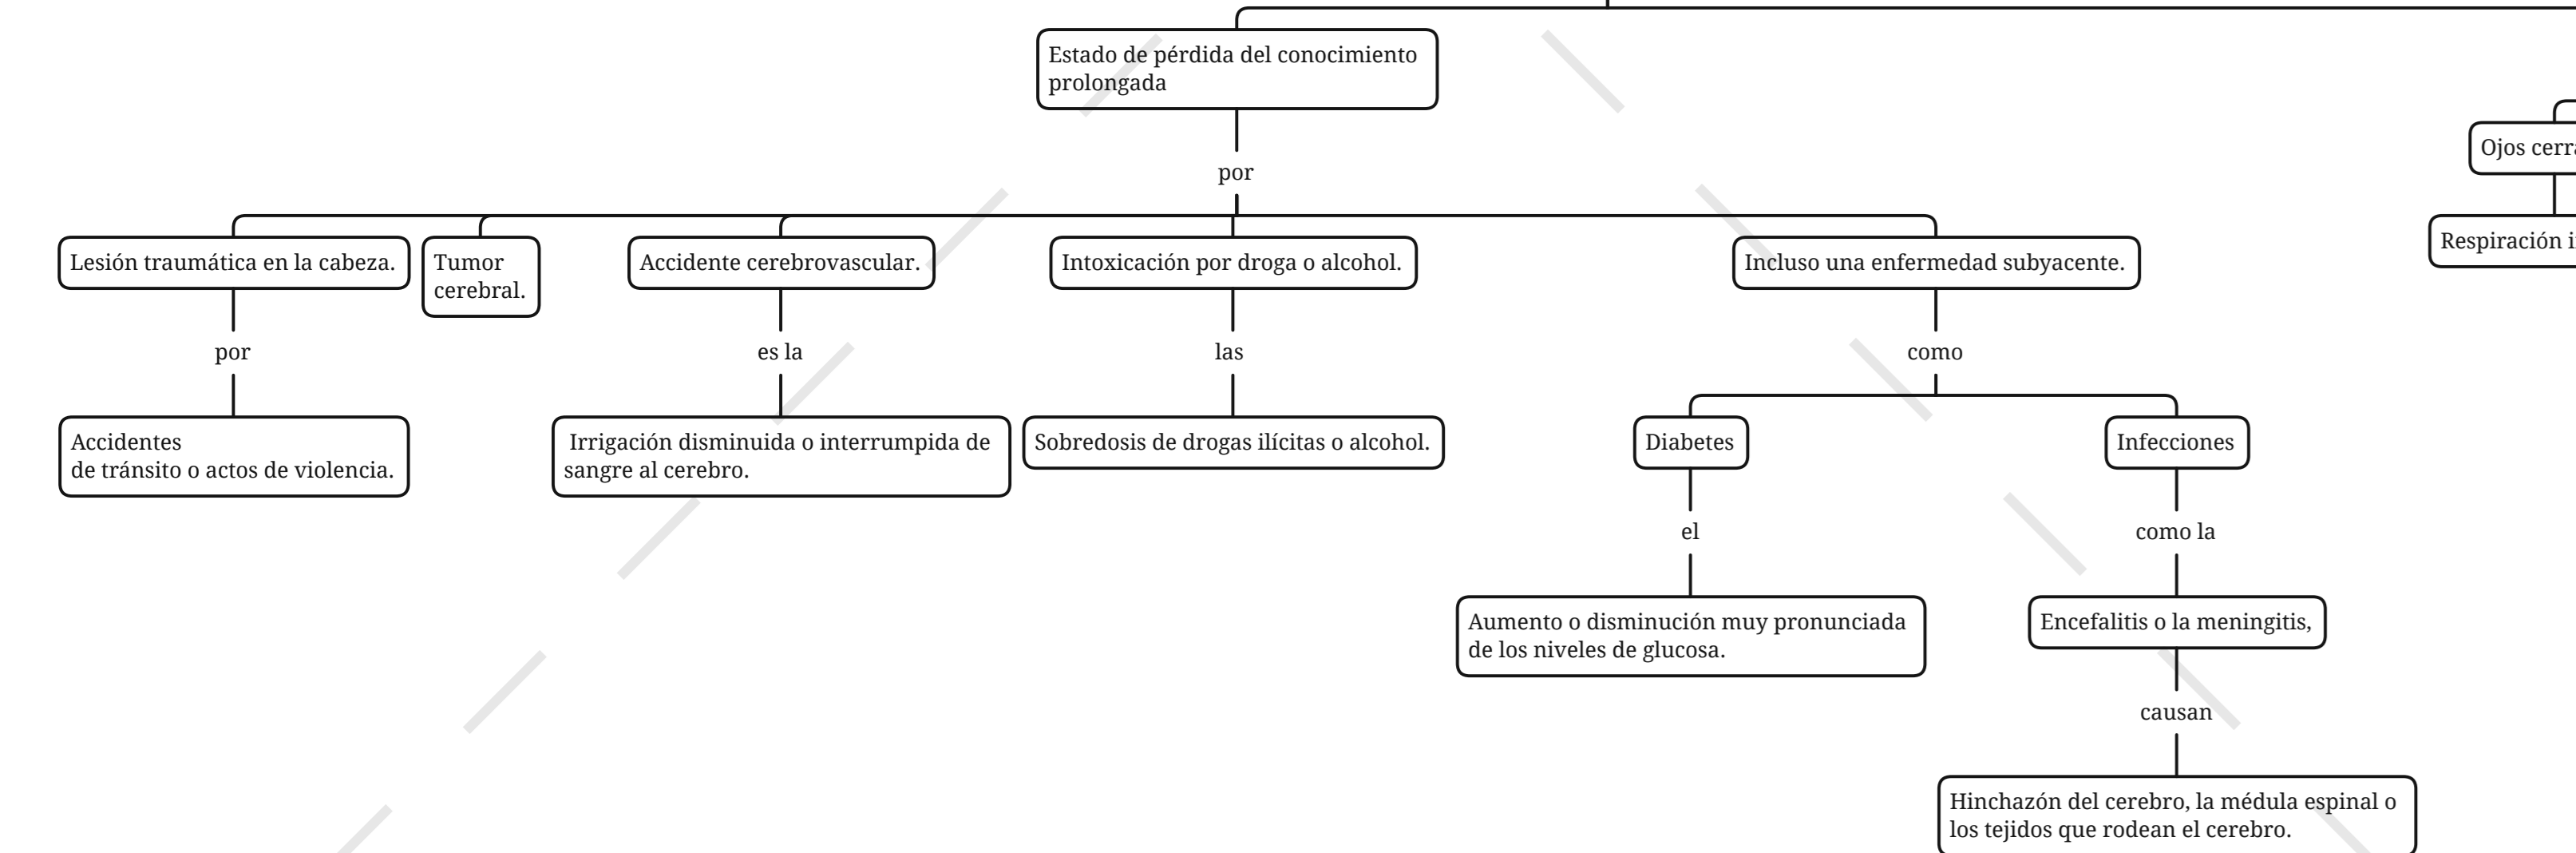 Estado de pérdida del conocimiento
prolongada
por
Lesión traumática en la cabeza.
Tumor
cerebral.
Accidente cerebrovascular.
Intoxicación por droga o alcohol.
Incluso una enfermedad subyacente.
por
es la
las
como
Accidentes
de tránsito o actos de violencia.
Irrigación disminuida o interrumpida de
sangre al cerebro.
Sobredosis de drogas ilícitas o alcohol.
Diabetes
Infecciones
el
como la
Aumento o disminución muy pronunciada
de los niveles de glucosa.
Encefalitis o la meningitis,
causan
Hinchazón del cerebro, la médula espinal o
los tejidos que rodean el cerebro.
Ojos
Respiración